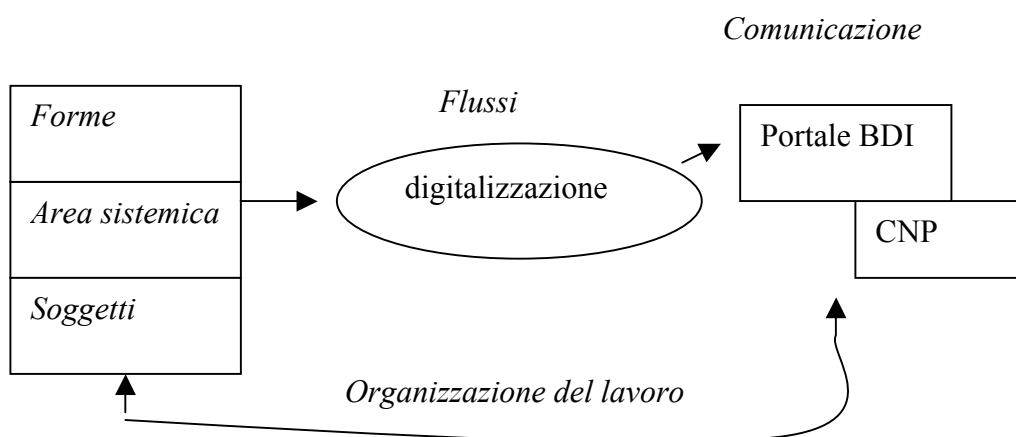 Comunicazione
Forme
Flussi
Portale BDI
digitalizzazione
Area sistemica
CNP
Soggetti
Organizzazione del lavoro